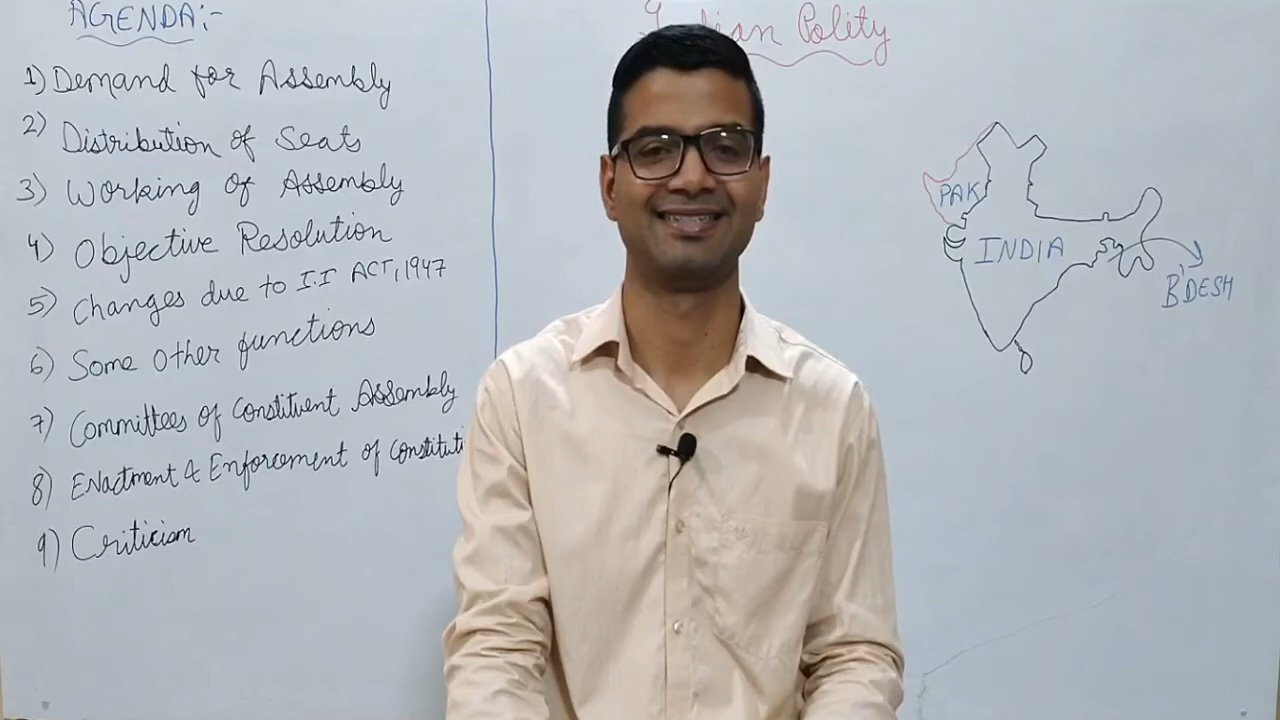 AGENDA:-
1) Demand for Assembly
2) Distribution of Seats
3) Working of Assembly
4) Objective Resolution
5) Changes due to I.I ACT, 1947
6) Some Other functions
7) Committees of Constituent Assembly
8) Enactment & Enforcement of Constituti
9) Criticism
Indian Polity
PAK
INDIA
B'DESH